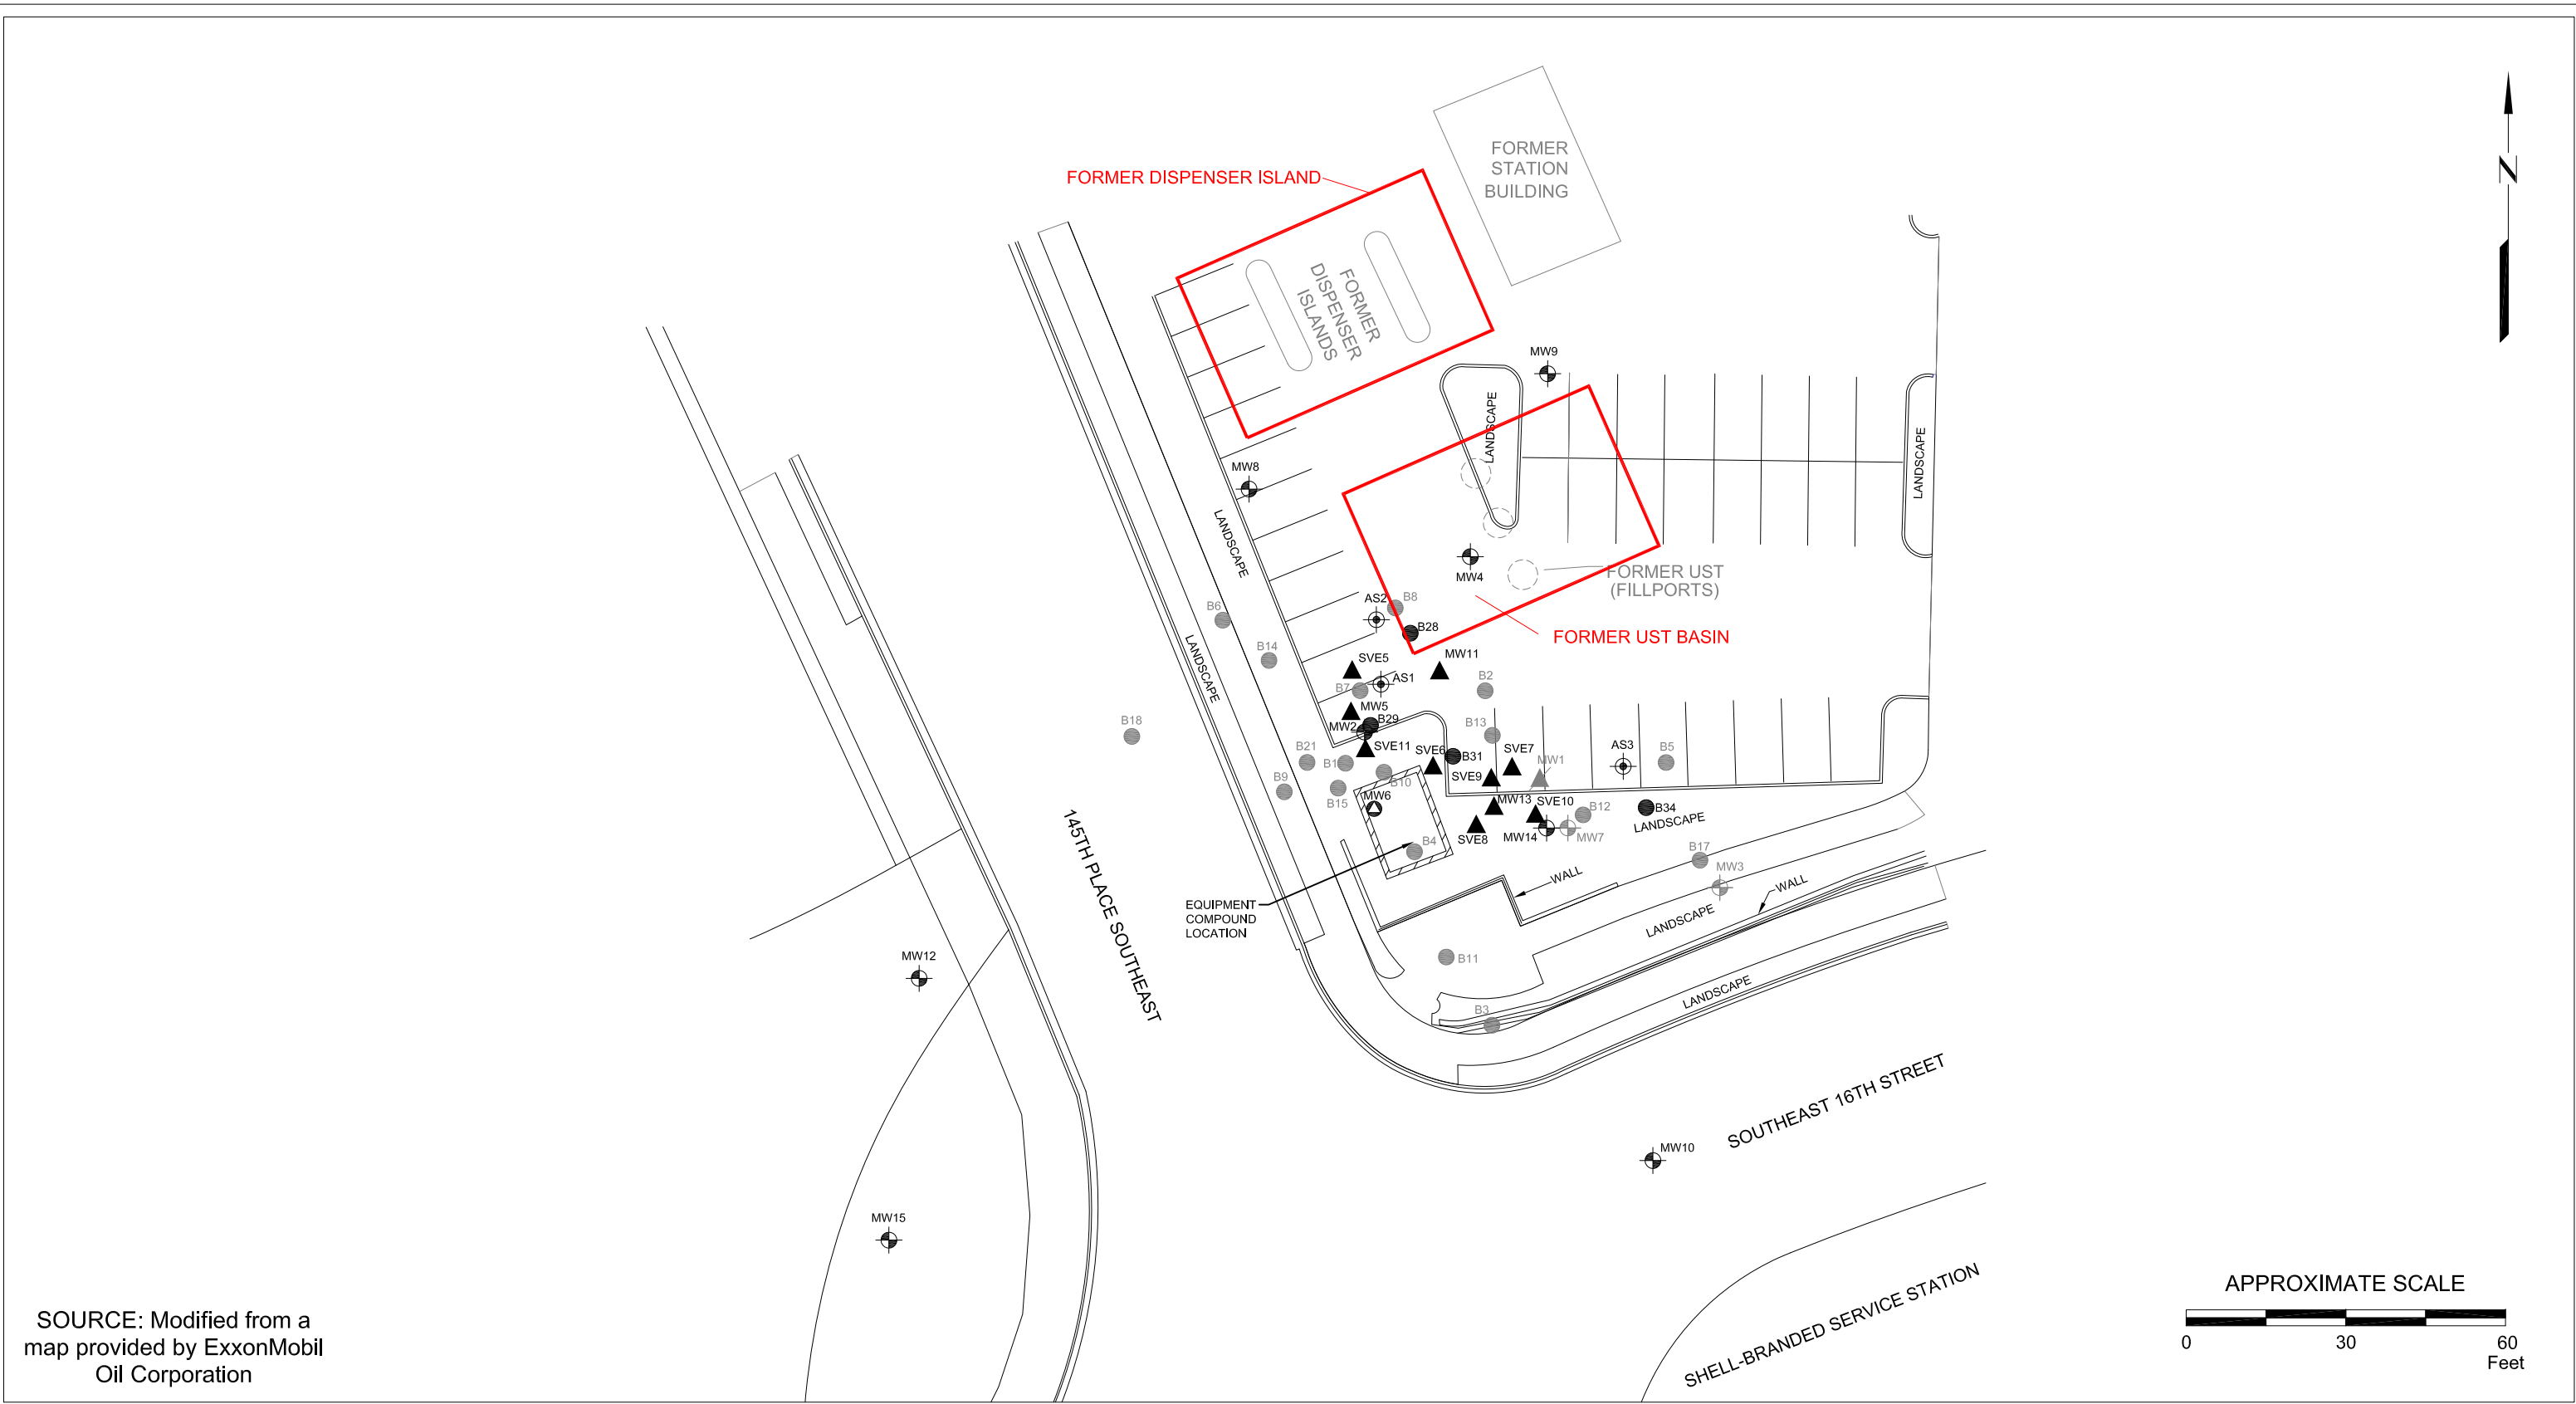 FORMER
STATION
BUILDING
FORMER DISPENSER ISLAND
N
FORMER
DISPENSER
ISLANDS
MW9
LANDSCAPE
LANDSCAPE
MW8
LANDSCAPE
MW4
FORMER UST
(FILLPORTS)
FORMER UST BASIN
AS2
B8
B28
B6
B14
LANDSCAPE
SVE5
MW11
B7
AS1
B2
MW5
B29
MW2
B18
B13
SVE11
SVE6
B31
SVE7
MW1
AS3
B5
B21
B1
B10
SVE9
B9
B15
MW6
MW13
SVE10
B12
B34
LANDSCAPE
SVE8
MW14
MW7
B4
B17
MW3
WALL
WALL
EQUIPMENT
COMPOUND
LOCATION
LANDSCAPE
145TH PLACE SOUTHEAST
B11
MW12
LANDSCAPE
B3
SOUTHEAST 16TH STREET
MW10
MW15
SHELL-BRANDED SERVICE STATION
SOURCE: Modified from a
map provided by ExxonMobil
Oil Corporation
APPROXIMATE SCALE
0 30 60
Feet